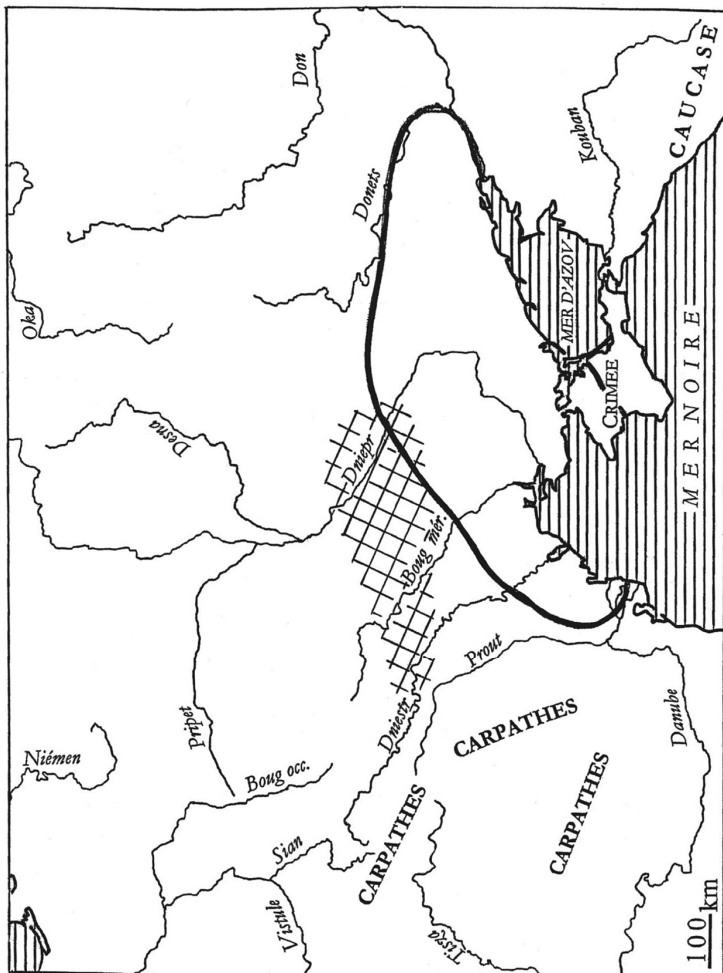 Niémen
Oka
Don
Desna
Pripet
Boug occ.
Sian
Vistule
Dniepr
Donets
Boug mér.
Dniestr
Prout
Kouban
CAUCASE
MER D'AZOV
CRIMEE
CARPATHES
CARPATHES
CARPATHES
Tisza
Danube
MER NOIRE
100 km